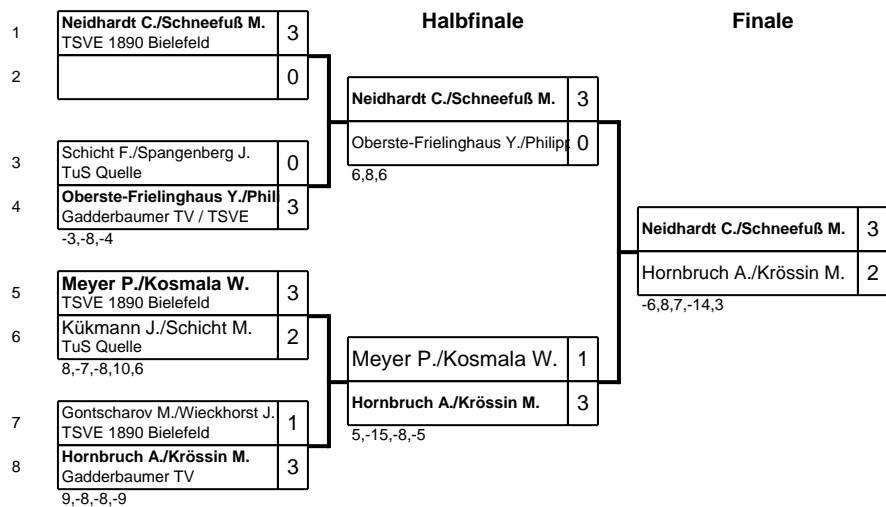 Halbfinale
Finale
1
Neidhardt C./Schneefuß M.
TSVE 1890 Bielefeld
3
2
0
3
Schicht F./Spangenberg J.
TuS Quelle
0
4
Oberste-Frielinghaus Y./Phili
Gadderbaumer TV / TSVE
3
-3,-8,-4
5
Meyer P./Kosmala W.
TSVE 1890 Bielefeld
3
6
Kükmann J./Schicht M.
TuS Quelle
2
8,-7,-8,10,6
7
Gontscharov M./Wieckhorst J.
TSVE 1890 Bielefeld
1
8
Hornbruch A./Krössin M.
Gadderbaumer TV
3
9,-8,-8,-9
Neidhardt C./Schneefuß M.
3
Oberste-Frielinghaus Y./Philipp
0
6,8,6
Meyer P./Kosmala W.
1
Hornbruch A./Krössin M.
3
5,-15,-8,-5
Neidhardt C./Schneefuß M.
3
Hornbruch A./Krössin M.
2
-6,8,7,-14,3